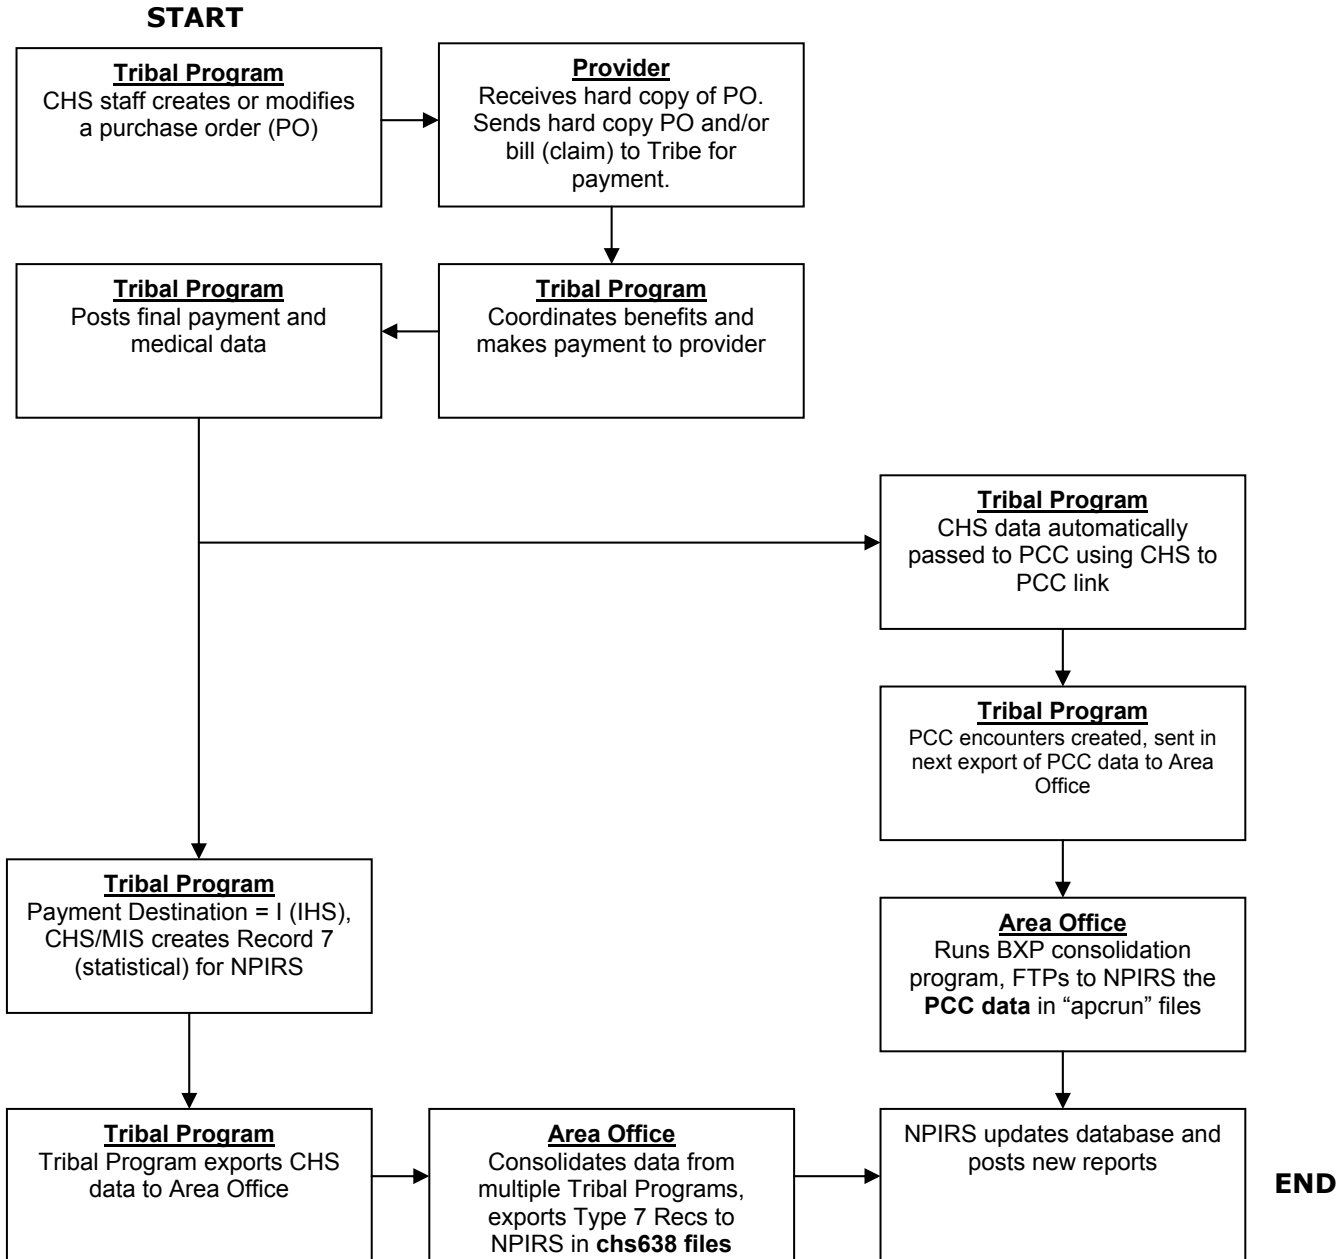 START
Tribal Program
CHS staff creates or modifies
a purchase order (PO)
Provider
Receives hard copy of PO.
Sends hard copy PO and/or
bill (claim) to Tribe for
payment.
Tribal Program
Posts final payment and
medical data
Tribal Program
Coordinates benefits and
makes payment to provider
Tribal Program
CHS data automatically
passed to PCC using CHS to
PCC link
Tribal Program
PCC encounters created, sent in
next export of PCC data to Area
Office
Tribal Program
Payment Destination = I (IHS),
CHS/MIS creates Record 7
(statistical) for NPIRS
Area Office
Runs BXP consolidation
program, FTPs to NPIRS the
PCC data in “apcrun” files
Tribal Program
Tribal Program exports CHS
data to Area Office
Area Office
Consolidates data from
multiple Tribal Programs,
exports Type 7 Recs to
NPIRS in chs638 files
NPIRS updates database and
posts new reports
END